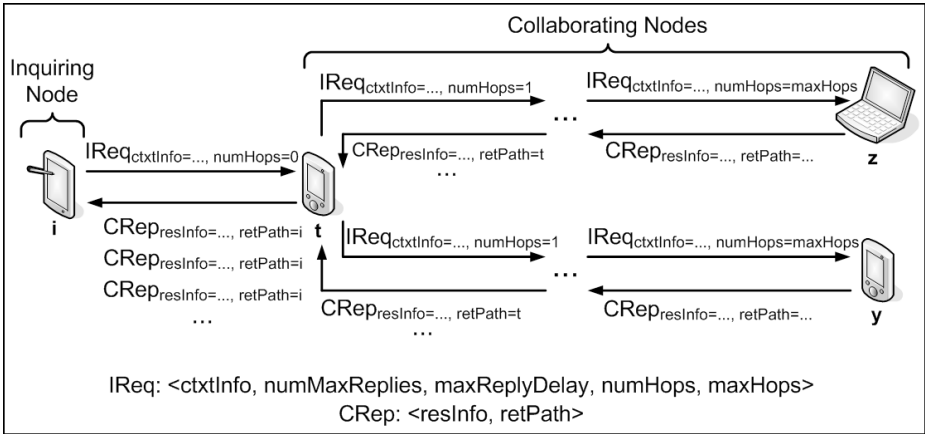 Collaborating Nodes
Inquiring
Node
IReqctxtInfo=..., numHops=1
IReqctxtInfo=..., numHops=maxHops
...
IReqctxtInfo=..., numHops=0
CRepresInfo=..., retPath=t
...
CRepresInfo=..., retPath=...
z
i
t
CRepresInfo=..., retPath=i
CRepresInfo=..., retPath=i
CRepresInfo=..., retPath=i
...
IReqctxtInfo=..., numHops=1
IReqctxtInfo=..., numHops=maxHops
...
CRepresInfo=..., retPath=t
...
CRepresInfo=..., retPath=...
y
IReq: <ctxtInfo, numMaxReplies, maxReplyDelay, numHops, maxHops>
CRep: <resInfo, retPath>